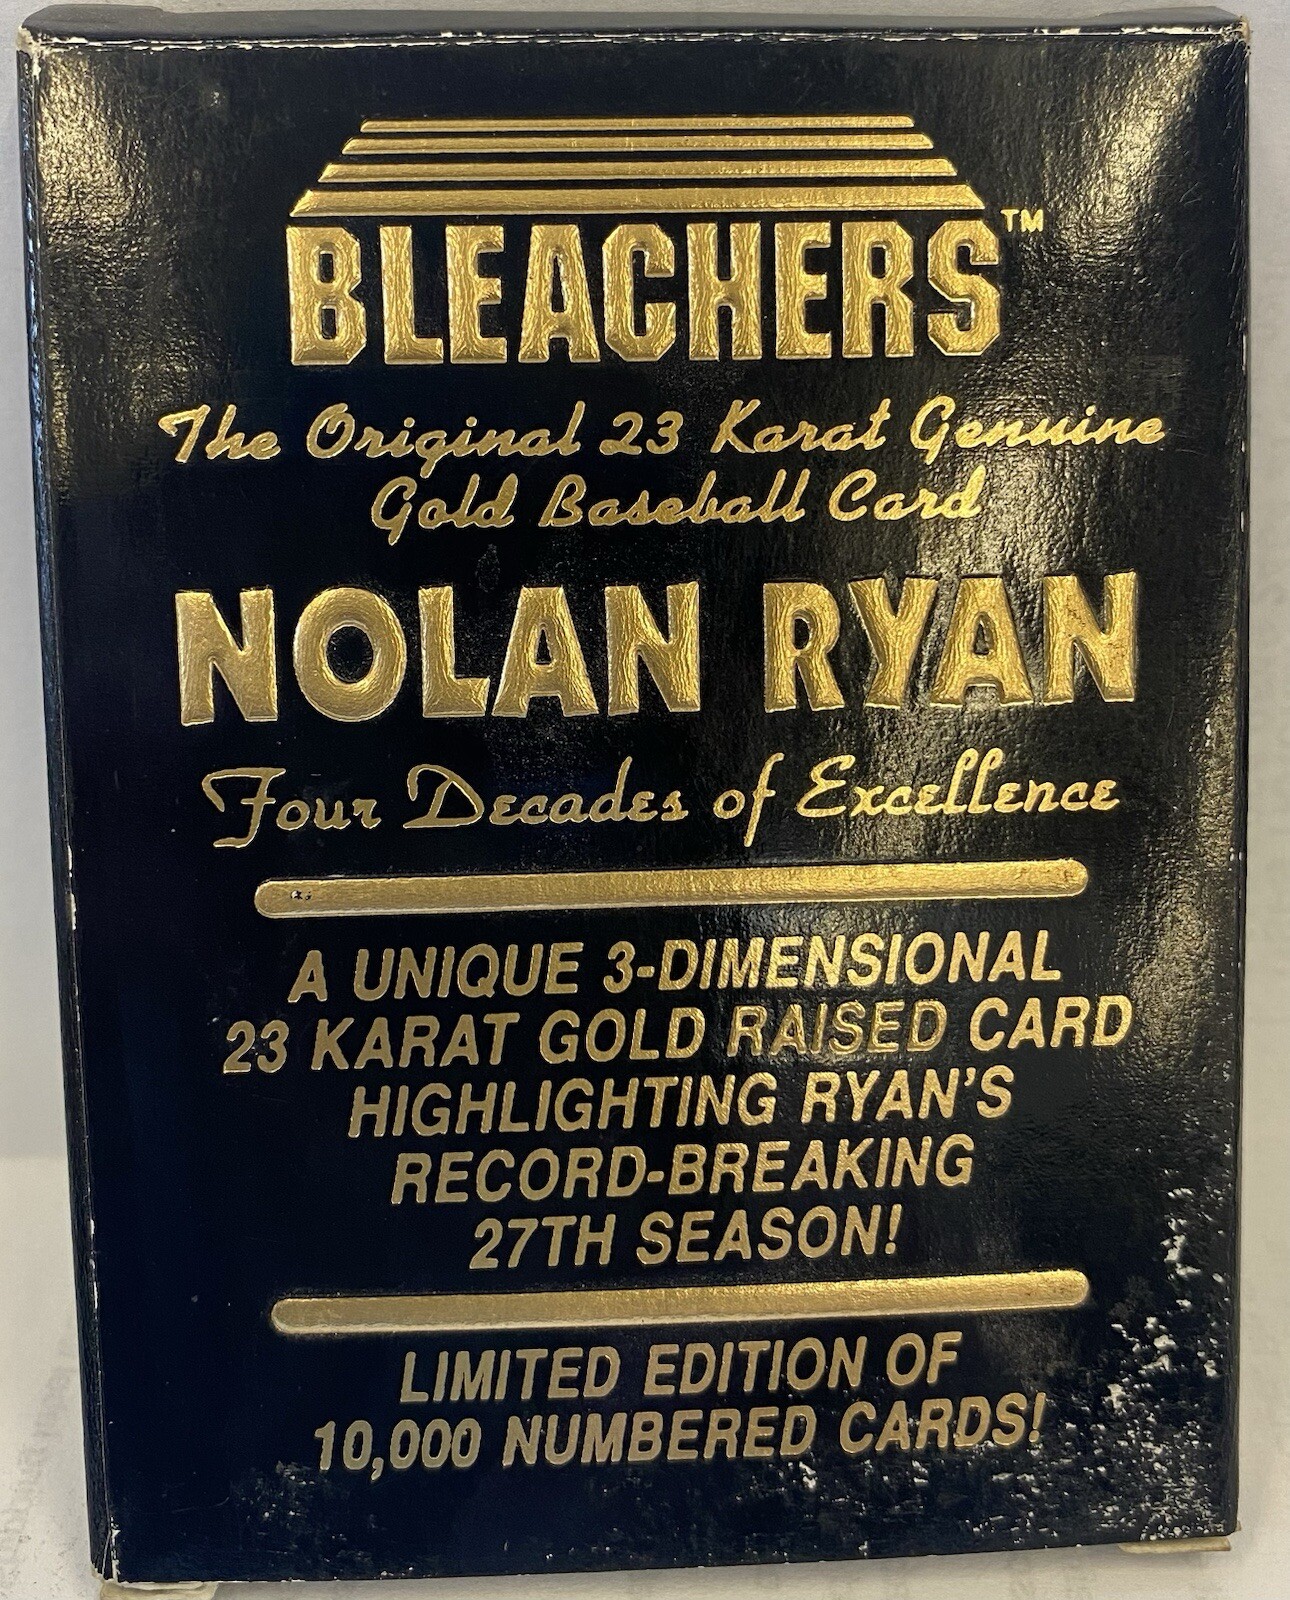 BLEACHERS™
The Original 23 Karat Genuine
Gold Baseball Card
NOLAN RYAN
Four Decades of Excellence
A UNIQUE 3-DIMENSIONAL
23 KARAT GOLD RAISED CARD
HIGHLIGHTING RYAN'S
RECORD-BREAKING
27TH SEASON!
LIMITED EDITION OF
10,000 NUMBERED CARDS!